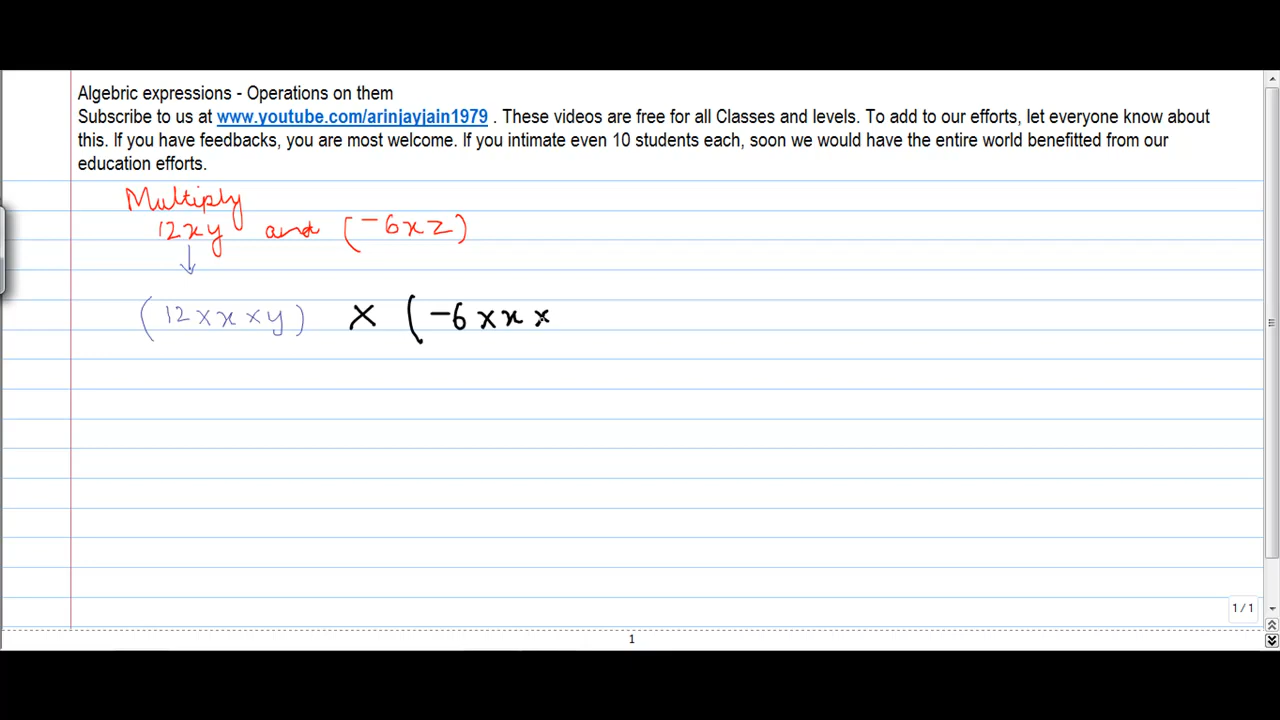 Algebric expressions - Operations on them
Subscribe to us at www.youtube.com/arinjayjain1979 . These videos are free for all Classes and levels. To add to our efforts, let everyone know about
this. If you have feedbacks, you are most welcome. If you intimate even 10 students each, soon we would have the entire world benefitted from our
education efforts.
Multiply
12xy and (-6xz)
↓
(12 × x × y) × (-6 × x ×
1 / 1
1